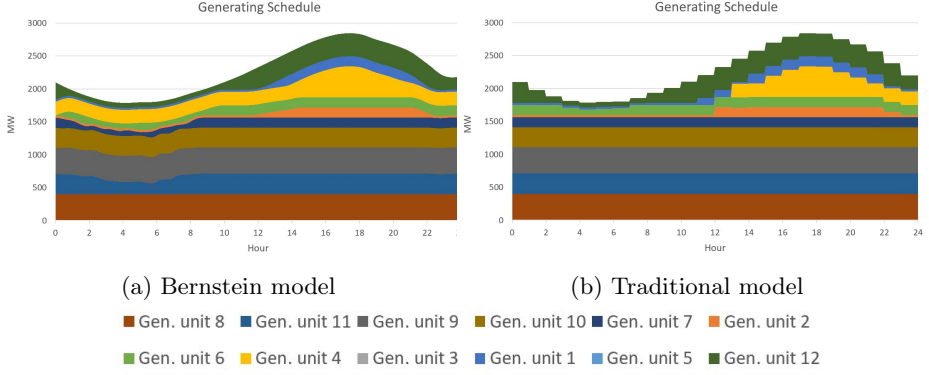 Generating Schedule
3000
2500
2000
1500
1000
500
0
MW
0 2 4 6 8 10 12 14 16 18 20 22
Hour
(a) Bernstein model
Generating Schedule
3000
2500
2000
1500
1000
500
0
MW
0 2 4 6 8 10 12 14 16 18 20 22 24
Hour
(b) Traditional model
Gen. unit 8 Gen. unit 11 Gen. unit 9 Gen. unit 10 Gen. unit 7 Gen. unit 2
Gen. unit 6 Gen. unit 4 Gen. unit 3 Gen. unit 1 Gen. unit 5 Gen. unit 12